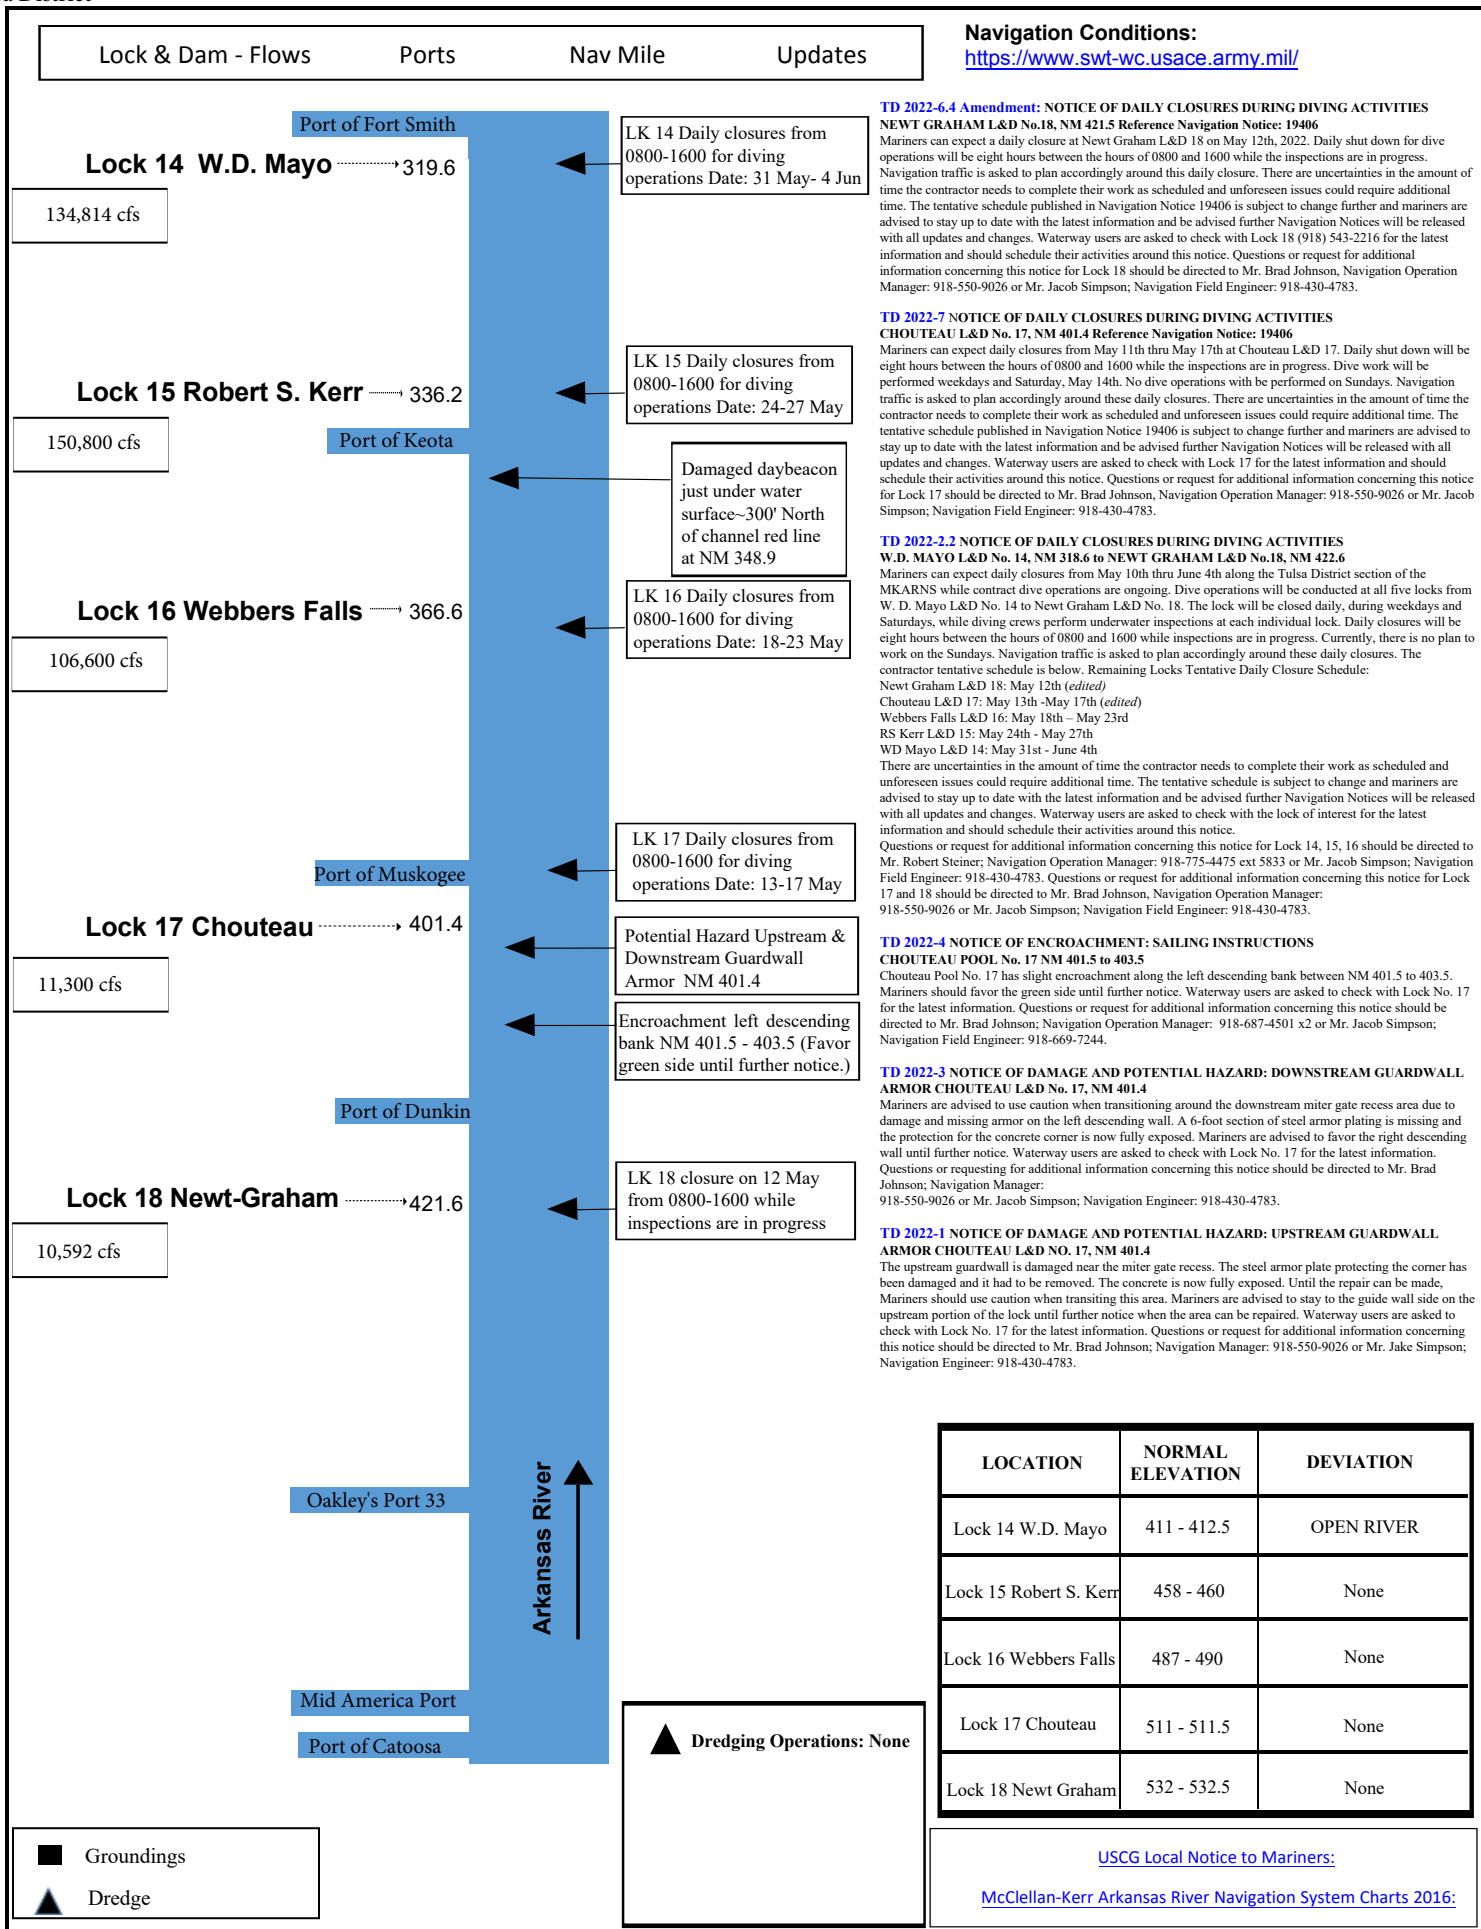 Lock & Dam - Flows Ports Nav Mile Updates
Navigation Conditions:
https://www.swt-wc.usace.army.mil/
Port of Fort Smith
Lock 14 W.D. Mayo 319.6
134,814 cfs
LK 14 Daily closures from
0800-1600 for diving
operations Date: 31 May- 4 Jun
Lock 15 Robert S. Kerr 336.2
150,800 cfs
Port of Keota
LK 15 Daily closures from
0800-1600 for diving
operations Date: 24-27 May
Damaged daybeacon
just under water
surface~300' North
of channel red line
at NM 348.9
Lock 16 Webbers Falls 366.6
106,600 cfs
LK 16 Daily closures from
0800-1600 for diving
operations Date: 18-23 May
Port of Muskogee
LK 17 Daily closures from
0800-1600 for diving
operations Date: 13-17 May
Lock 17 Chouteau 401.4
11,300 cfs
Potential Hazard Upstream &
Downstream Guardwall
Armor NM 401.4
Encroachment left descending
bank NM 401.5 - 403.5 (Favor
green side until further notice.)
Port of Dunkin
Lock 18 Newt-Graham 421.6
10,592 cfs
LK 18 closure on 12 May
from 0800-1600 while
inspections are in progress
Oakley's Port 33
Arkansas River
Mid America Port
Port of Catoosa
Groundings
Dredge
Dredging Operations: None
TD 2022-6.4 Amendment: NOTICE OF DAILY CLOSURES DURING DIVING ACTIVITIES
NEWT GRAHAM L&D No.18, NM 421.5 Reference Navigation Notice: 19406
Mariners can expect a daily closure at Newt Graham L&D 18 on May 12th, 2022. Daily shut down for dive
operations will be eight hours between the hours of 0800 and 1600 while the inspections are in progress.
Navigation traffic is asked to plan accordingly around this daily closure. There are uncertainties in the amount of
time the contractor needs to complete their work as scheduled and unforeseen issues could require additional
time. The tentative schedule published in Navigation Notice 19406 is subject to change further and mariners are
advised to stay up to date with the latest information and be advised further Navigation Notices will be released
with all updates and changes. Waterway users are asked to check with Lock 18 (918) 543-2216 for the latest
information and should schedule their activities around this notice. Questions or request for additional
information concerning this notice for Lock 18 should be directed to Mr. Brad Johnson, Navigation Operation
Manager: 918-550-9026 or Mr. Jacob Simpson; Navigation Field Engineer: 918-430-4783.
TD 2022-7 NOTICE OF DAILY CLOSURES DURING DIVING ACTIVITIES
CHOUTEAU L&D No. 17, NM 401.4 Reference Navigation Notice: 19406
Mariners can expect daily closures from May 11th thru May 17th at Chouteau L&D 17. Daily shut down will be
eight hours between the hours of 0800 and 1600 while the inspections are in progress. Dive work will be
performed weekdays and Saturday, May 14th. No dive operations with be performed on Sundays. Navigation
traffic is asked to plan accordingly around these daily closures. There are uncertainties in the amount of time the
contractor needs to complete their work as scheduled and unforeseen issues could require additional time. The
tentative schedule published in Navigation Notice 19406 is subject to change further and mariners are advised to
stay up to date with the latest information and be advised further Navigation Notices will be released with all
updates and changes. Waterway users are asked to check with Lock 17 for the latest information and should
schedule their activities around this notice. Questions or request for additional information concerning this notice
for Lock 17 should be directed to Mr. Brad Johnson, Navigation Operation Manager: 918-550-9026 or Mr. Jacob
Simpson; Navigation Field Engineer: 918-430-4783.
TD 2022-2.2 NOTICE OF DAILY CLOSURES DURING DIVING ACTIVITIES
W.D. MAYO L&D No. 14, NM 318.6 to NEWT GRAHAM L&D No.18, NM 422.6
Mariners can expect daily closures from May 10th thru June 4th along the Tulsa District section of the
MKARNS while contract dive operations are ongoing. Dive operations will be conducted at all five locks from
W. D. Mayo L&D No. 14 to Newt Graham L&D No. 18. The lock will be closed daily, during weekdays and
Saturdays, while diving crews perform underwater inspections at each individual lock. Daily closures will be
eight hours between the hours of 0800 and 1600 while inspections are in progress. Currently, there is no plan to
work on the Sundays. Navigation traffic is asked to plan accordingly around these daily closures. The
contractor tentative schedule is below. Remaining Locks Tentative Daily Closure Schedule:
Newt Graham L&D 18: May 12th (edited)
Chouteau L&D 17: May 13th -May 17th (edited)
Webbers Falls L&D 16: May 18th – May 23rd
RS Kerr L&D 15: May 24th - May 27th
WD Mayo L&D 14: May 31st - June 4th
There are uncertainties in the amount of time the contractor needs to complete their work as scheduled and
unforeseen issues could require additional time. The tentative schedule is subject to change and mariners are
advised to stay up to date with the latest information and be advised further Navigation Notices will be released
with all updates and changes. Waterway users are asked to check with the lock of interest for the latest
information and should schedule their activities around this notice.
Questions or request for additional information concerning this notice for Lock 14, 15, 16 should be directed to
Mr. Robert Steiner; Navigation Operation Manager: 918-775-4475 ext 5833 or Mr. Jacob Simpson; Navigation
Field Engineer: 918-430-4783. Questions or request for additional information concerning this notice for Lock
17 and 18 should be directed to Mr. Brad Johnson, Navigation Operation Manager:
918-550-9026 or Mr. Jacob Simpson; Navigation Field Engineer: 918-430-4783.
TD 2022-4 NOTICE OF ENCROACHMENT: SAILING INSTRUCTIONS
CHOUTEAU POOL No. 17 NM 401.5 to 403.5
Chouteau Pool No. 17 has slight encroachment along the left descending bank between NM 401.5 to 403.5.
Mariners should favor the green side until further notice. Waterway users are asked to check with Lock No. 17
for the latest information. Questions or request for additional information concerning this notice should be
directed to Mr. Brad Johnson; Navigation Operation Manager: 918-687-4501 x2 or Mr. Jacob Simpson;
Navigation Field Engineer: 918-669-7244.
TD 2022-3 NOTICE OF DAMAGE AND POTENTIAL HAZARD: DOWNSTREAM GUARDWALL
ARMOR CHOUTEAU L&D No. 17, NM 401.4
Mariners are advised to use caution when transitioning around the downstream miter gate recess area due to
damage and missing armor on the left descending wall. A 6-foot section of steel armor plating is missing and
the protection for the concrete corner is now fully exposed. Mariners are advised to favor the right descending
wall until further notice. Waterway users are asked to check with Lock No. 17 for the latest information.
Questions or requesting for additional information concerning this notice should be directed to Mr. Brad
Johnson; Navigation Manager:
918-550-9026 or Mr. Jacob Simpson; Navigation Engineer: 918-430-4783.
TD 2022-1 NOTICE OF DAMAGE AND POTENTIAL HAZARD: UPSTREAM GUARDWALL
ARMOR CHOUTEAU L&D NO. 17, NM 401.4
The upstream guardwall is damaged near the miter gate recess. The steel armor plate protecting the corner has
been damaged and it had to be removed. The concrete is now fully exposed. Until the repair can be made,
Mariners should use caution when transiting this area. Mariners are advised to stay to the guide wall side on the
upstream portion of the lock until further notice when the area can be repaired. Waterway users are asked to
check with Lock No. 17 for the latest information. Questions or request for additional information concerning
this notice should be directed to Mr. Brad Johnson; Navigation Manager: 918-550-9026 or Mr. Jake Simpson;
Navigation Engineer: 918-430-4783.
LOCATION NORMAL ELEVATION DEVIATION
Lock 14 W.D. Mayo 411 - 412.5 OPEN RIVER
Lock 15 Robert S. Kerr 458 - 460 None
Lock 16 Webbers Falls 487 - 490 None
Lock 17 Chouteau 511 - 511.5 None
Lock 18 Newt Graham 532 - 532.5 None
USCG Local Notice to Mariners:
McClellan-Kerr Arkansas River Navigation System Charts 2016: